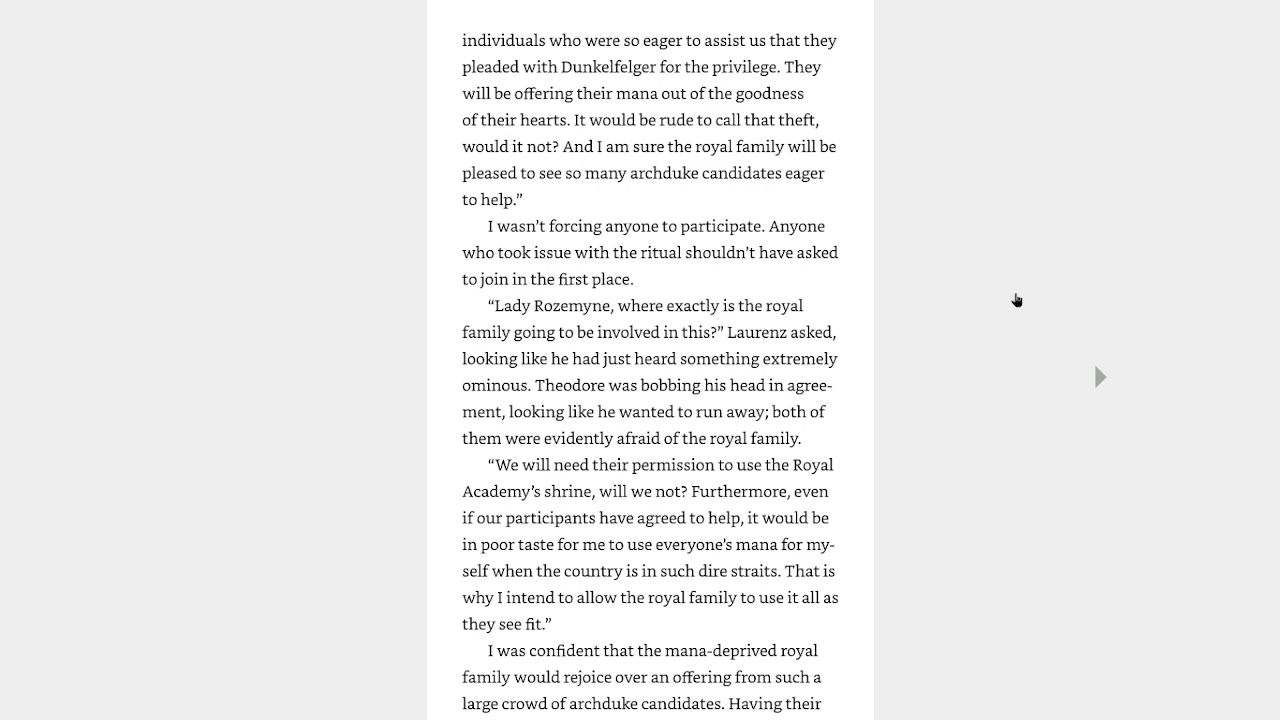 individuals who were so eager to assist us that they
pleaded with Dunkelfelger for the privilege. They
will be offering their mana out of the goodness
of their hearts. It would be rude to call that theft,
would it not? And I am sure the royal family will be
pleased to see so many archduke candidates eager
to help.”
I wasn’t forcing anyone to participate. Anyone
who took issue with the ritual shouldn’t have asked
to join in the first place.
“Lady Rozemyne, where exactly is the royal
family going to be involved in this?” Laurenz asked,
looking like he had just heard something extremely
ominous. Theodore was bobbing his head in agree-
ment, looking like he wanted to run away; both of
them were evidently afraid of the royal family.
“We will need their permission to use the Royal
Academy’s shrine, will we not? Furthermore, even
if our participants have agreed to help, it would be
in poor taste for me to use everyone’s mana for my-
self when the country is in such dire straits. That is
why I intend to allow the royal family to use it all as
they see fit.”
I was confident that the mana-deprived royal
family would rejoice over an offering from such a
large crowd of archduke candidates. Having their